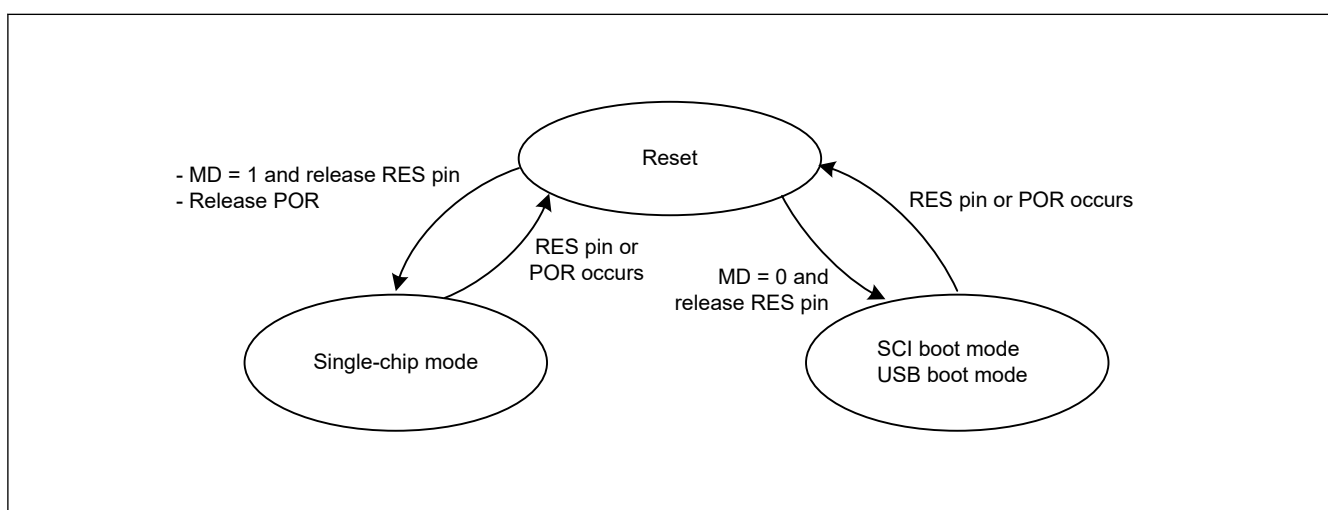 Reset
- MD = 1 and release RES pin
- Release POR
RES pin or POR occurs
RES pin or
POR occurs
MD = 0 and
release RES pin
Single-chip mode
SCI boot mode
USB boot mode